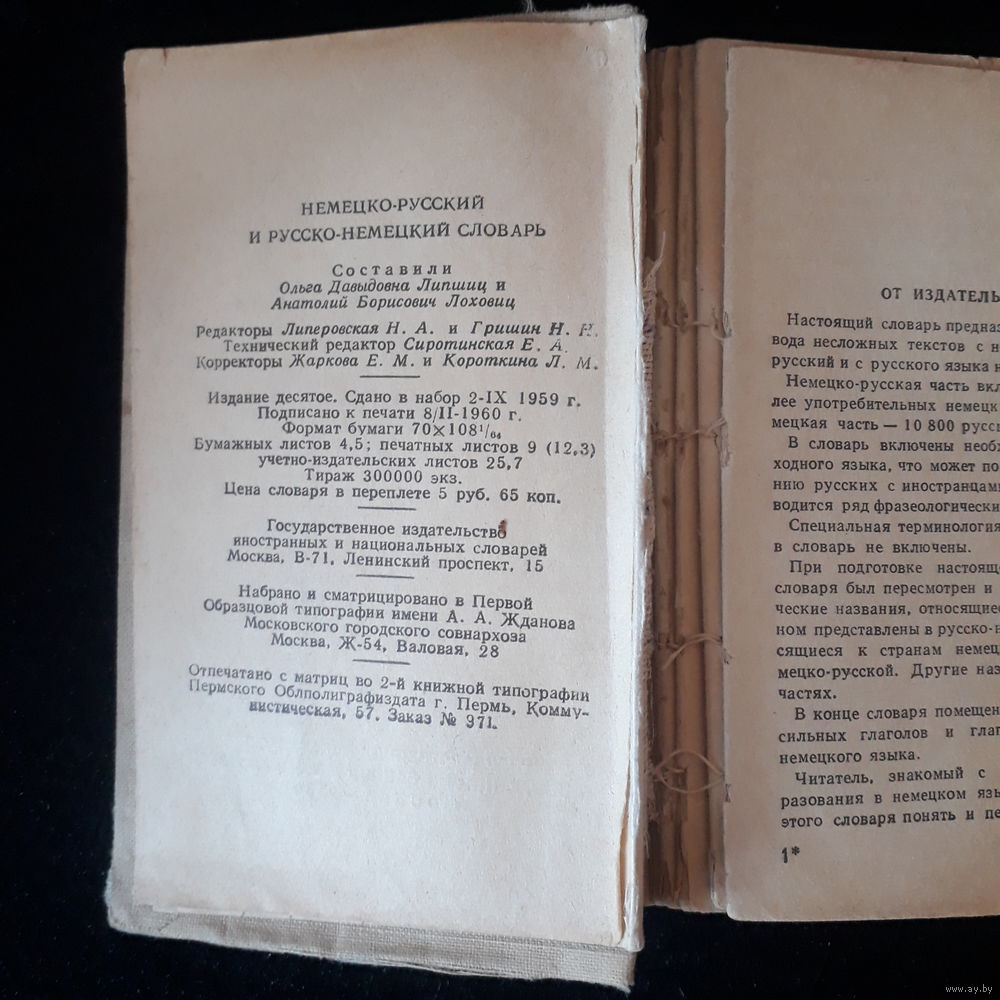 НЕМЕЦКО-РУССКИЙ
И РУССКО-НЕМЕЦКИЙ СЛОВАРЬ
Составили
Ольга Давыдовна Липшиц и
Анатолий Борисович Лоховиц
Редакторы Липеровская Н. А. и Гришин Н. Н.
Технический редактор Сиротинская Е. А.
Корректоры Жаркова Е. М. и Короткина Л. М.
Издание десятое. Сдано в набор 2-IX 1959 г.
Подписано к печати 8/II-1960 г.
Формат бумаги 70×108 1/64
Бумажных листов 4,5; печатных листов 9 (12,3)
учетно-издательских листов 25,7
Тираж 300000 экз.
Цена словаря в переплете 5 руб. 65 коп.
Государственное издательство
иностранных и национальных словарей
Москва, В-71, Ленинский проспект, 15
Набрано и сматрицировано в Первой
Образцовой типографии имени А. А. Жданова
Московского городского совнархоза
Москва, Ж-54, Валовая, 28
Отпечатано с матриц во 2-й книжной типографии
Пермского Облполиграфиздата г. Пермь, Комму-
нистическая, 57. Заказ № 971.
ОТ ИЗДАТЕЛЬ
Настоящий словарь предназ
вода несложных текстов с н
русский и с русского языка н
Немецко-русская часть вкл
лее употребительных немецк
мецкая часть — 10 800 русс
В словарь включены необх
ходного языка, что может по
нию русских с иностранцам
водится ряд фразеологически
Специальная терминология
в словарь не включены.
При подготовке настоящ
словаря был пересмотрен и
ческие названия, относящиес
ном представлены в русско-н
сящиеся к странам немец
мецко-русской. Другие наз
частях.
В конце словаря помещен
сильных глаголов и глаг
немецкого языка.
Читатель, знакомый с
разования в немецком язы
этого словаря понять и пе
1*
www.ay.by